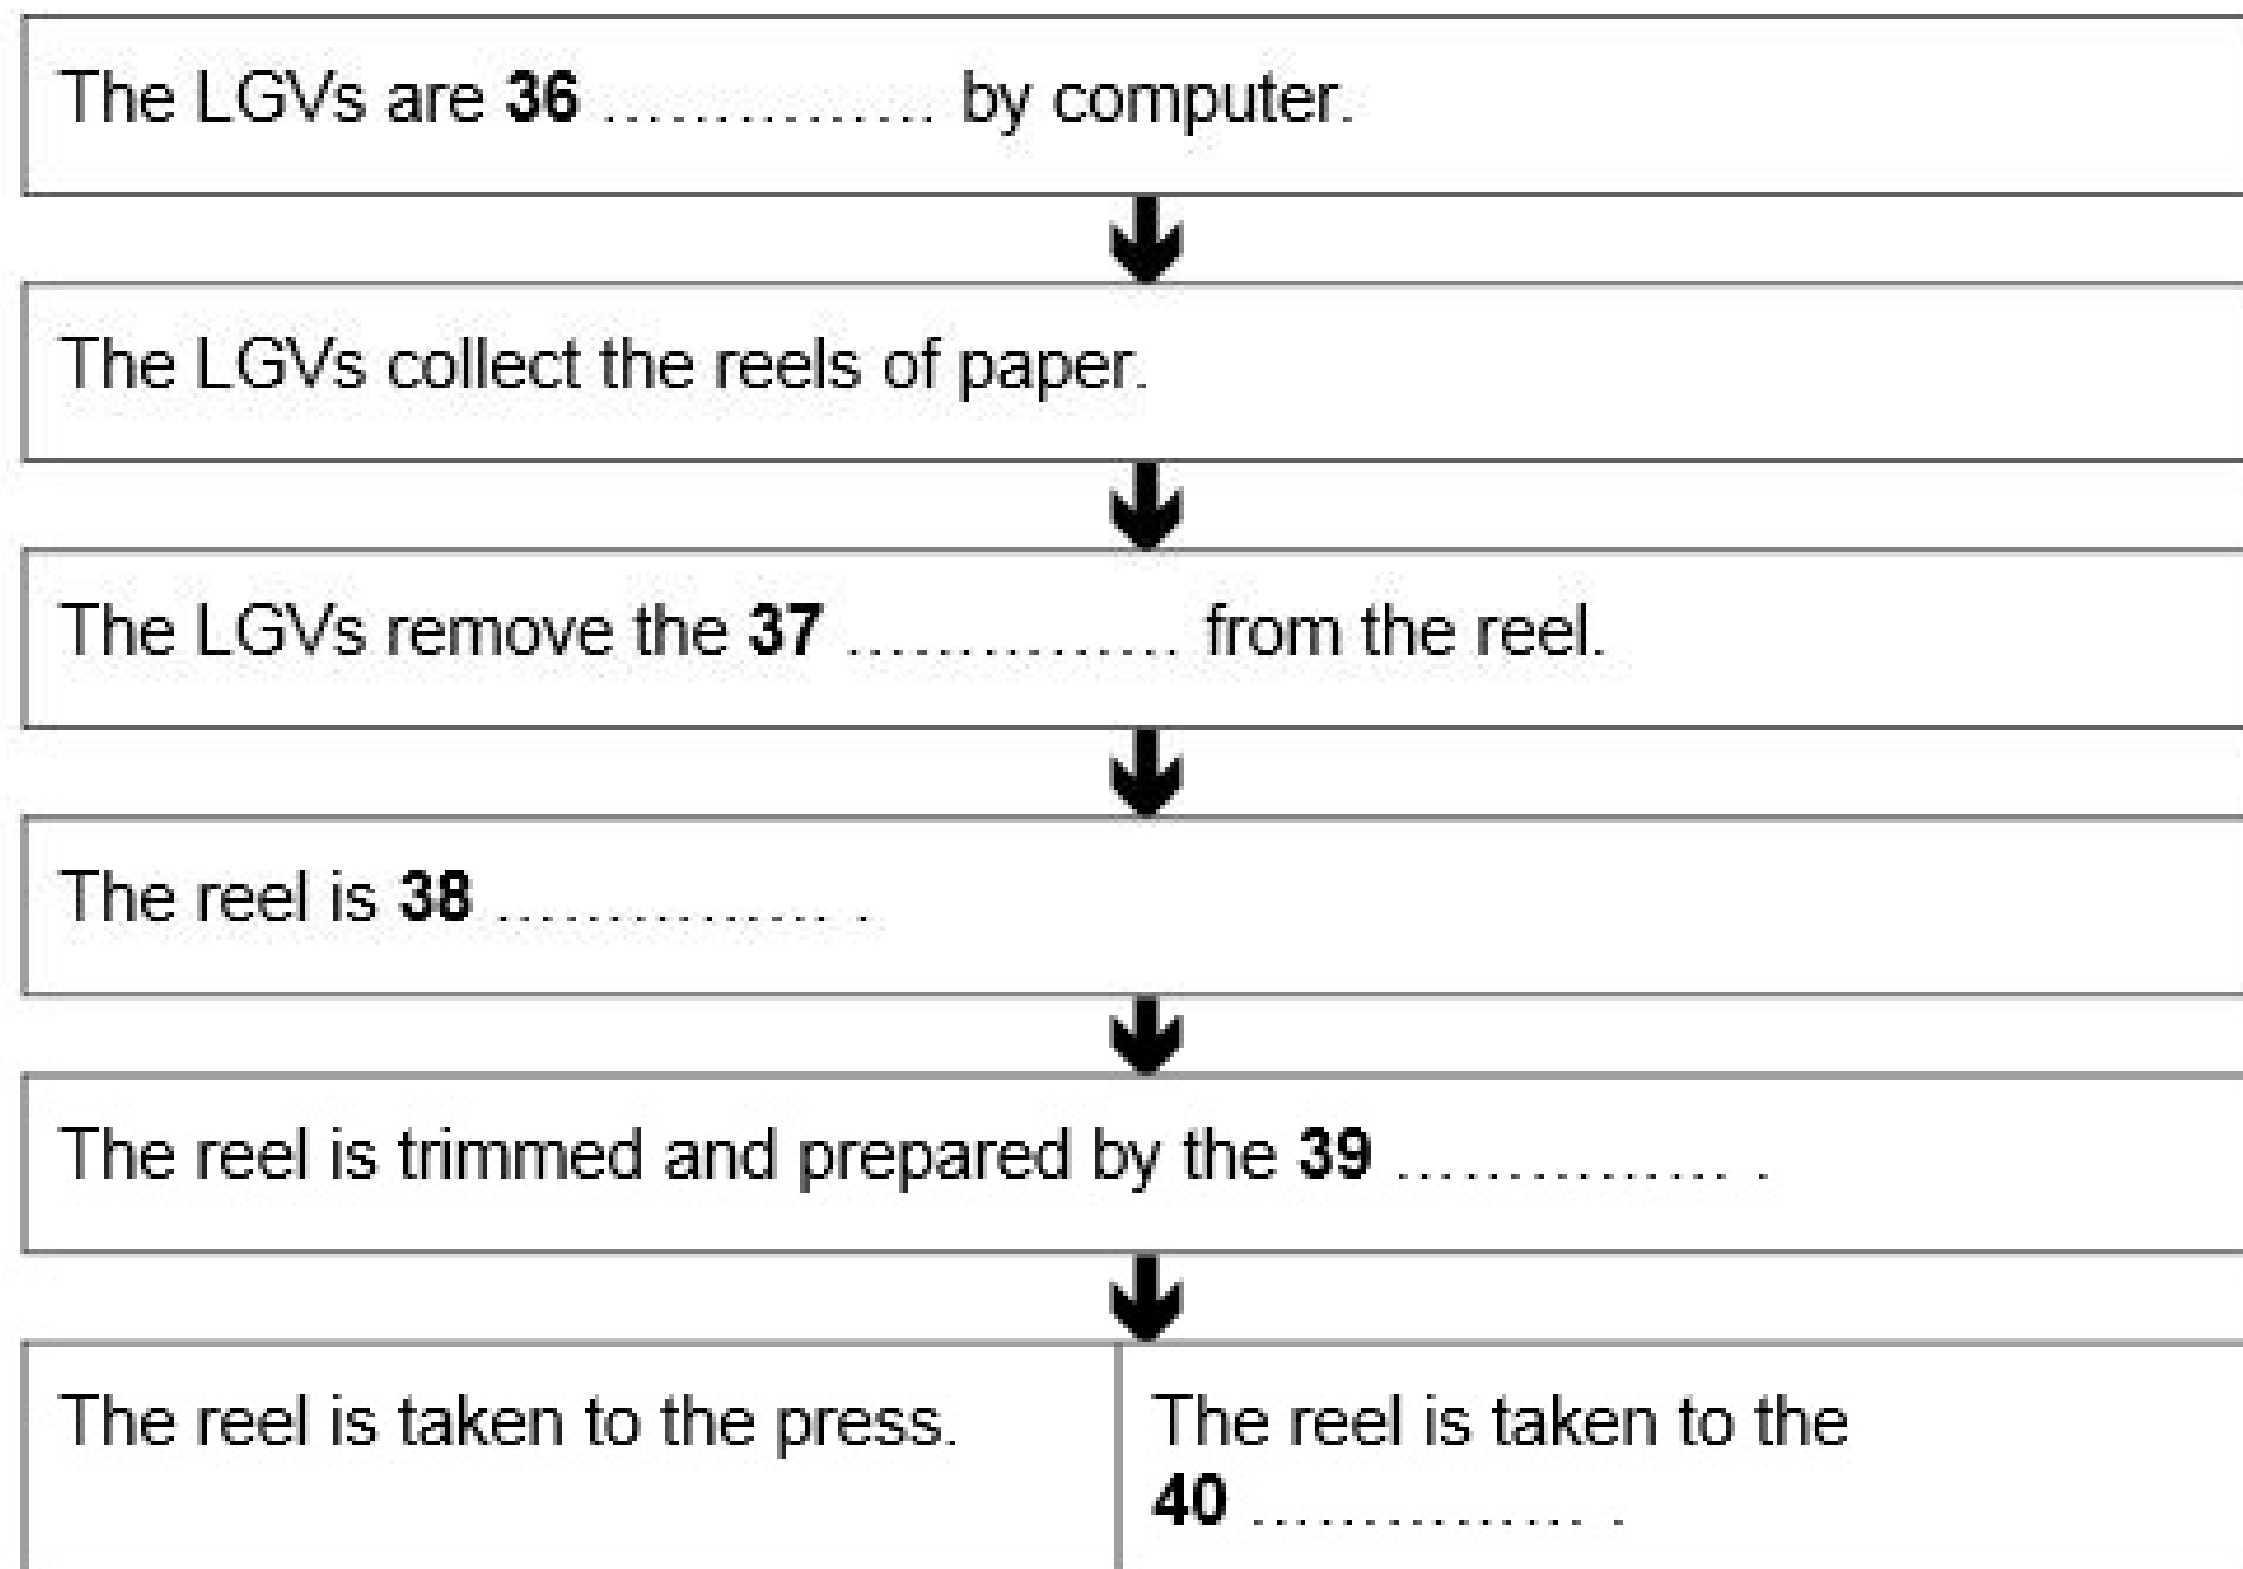 The LGVs are 36 ............... by computer.
The LGVs collect the reels of paper.
The LGVs remove the 37 ............... from the reel.
The reel is 38 ............... .
The reel is trimmed and prepared by the 39 ............... .
The reel is taken to the press.
The reel is taken to the
40 ............... .